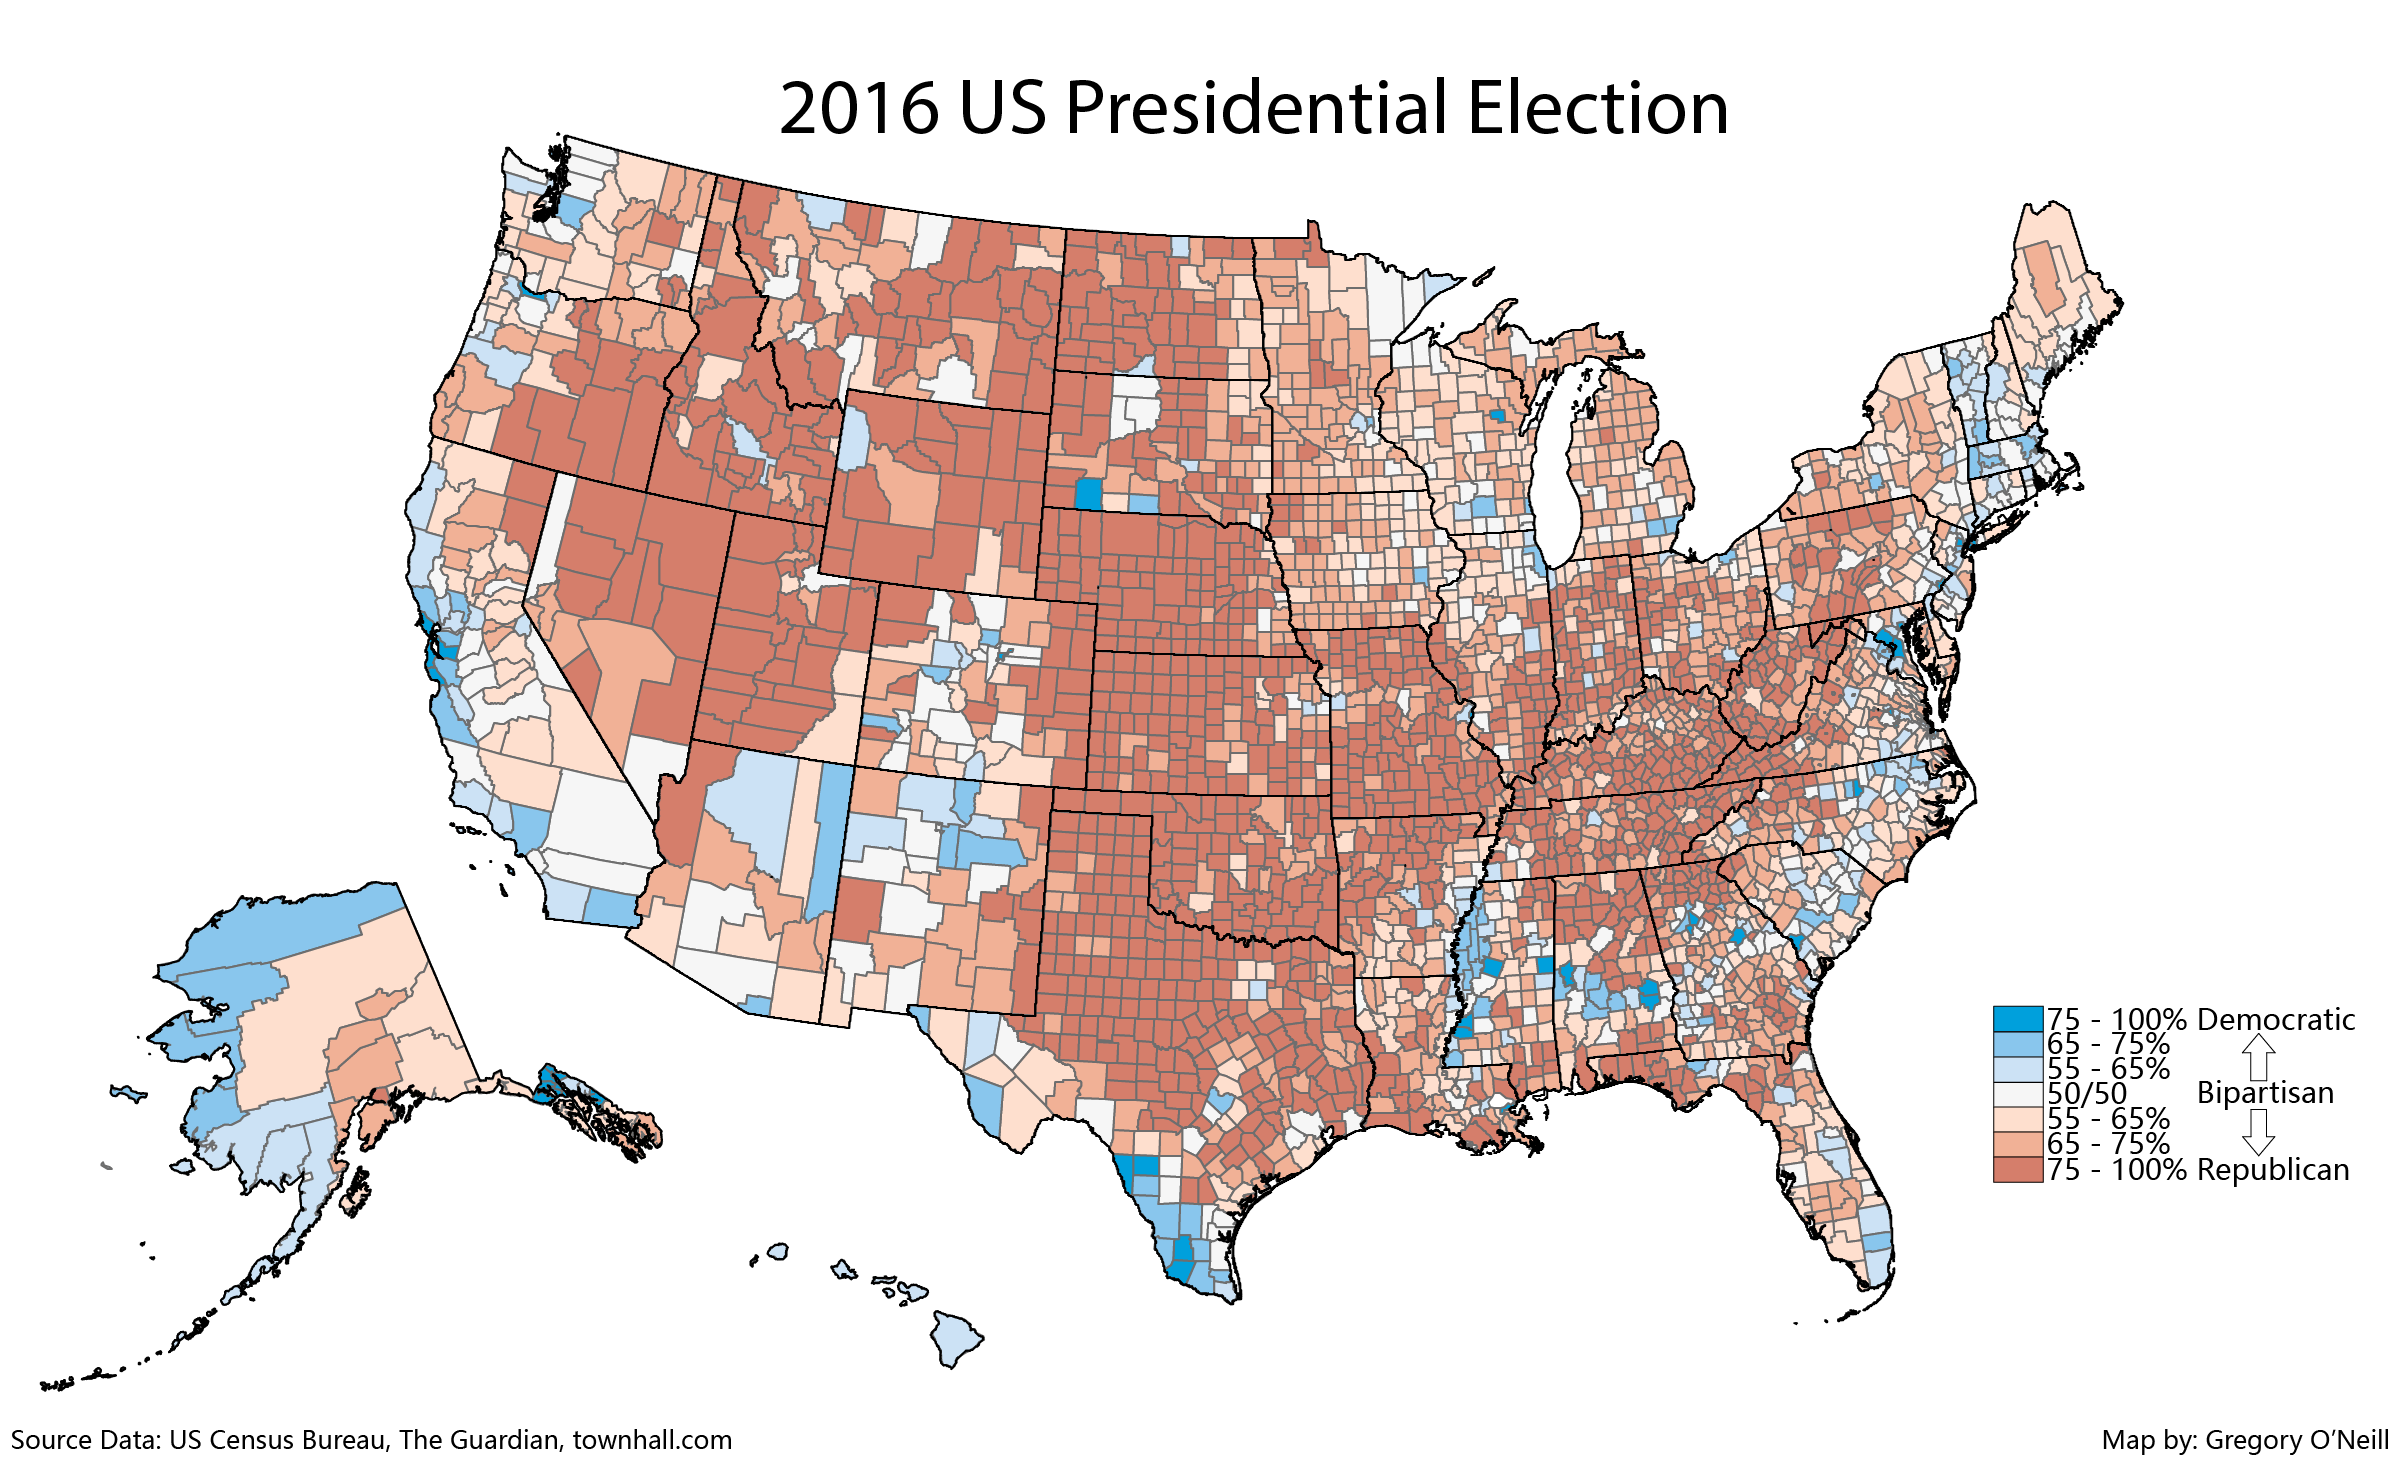 2016 US Presidential Election
75 - 100% Democratic
65 - 75%
55 - 65%
50/50 Bipartisan
55 - 65%
65 - 75%
75 - 100% Republican
Source Data: US Census Bureau, The Guardian, townhall.com
Map by: Gregory O’Neill